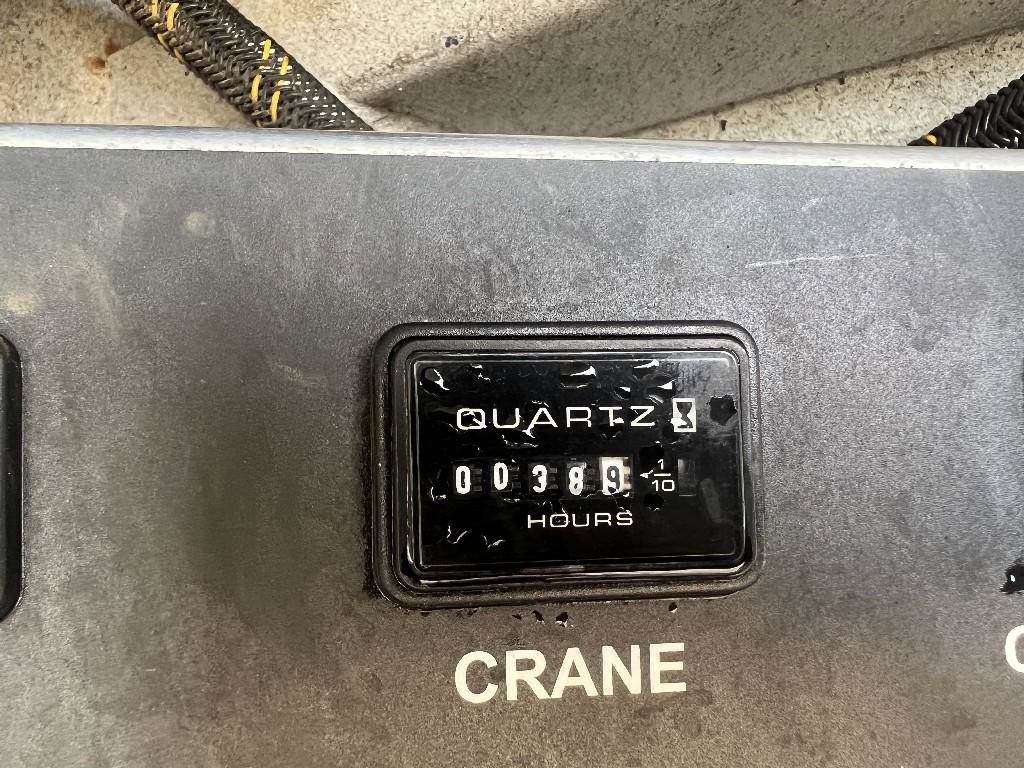 QUARTZ
00389 1/10
HOURS
CRANE